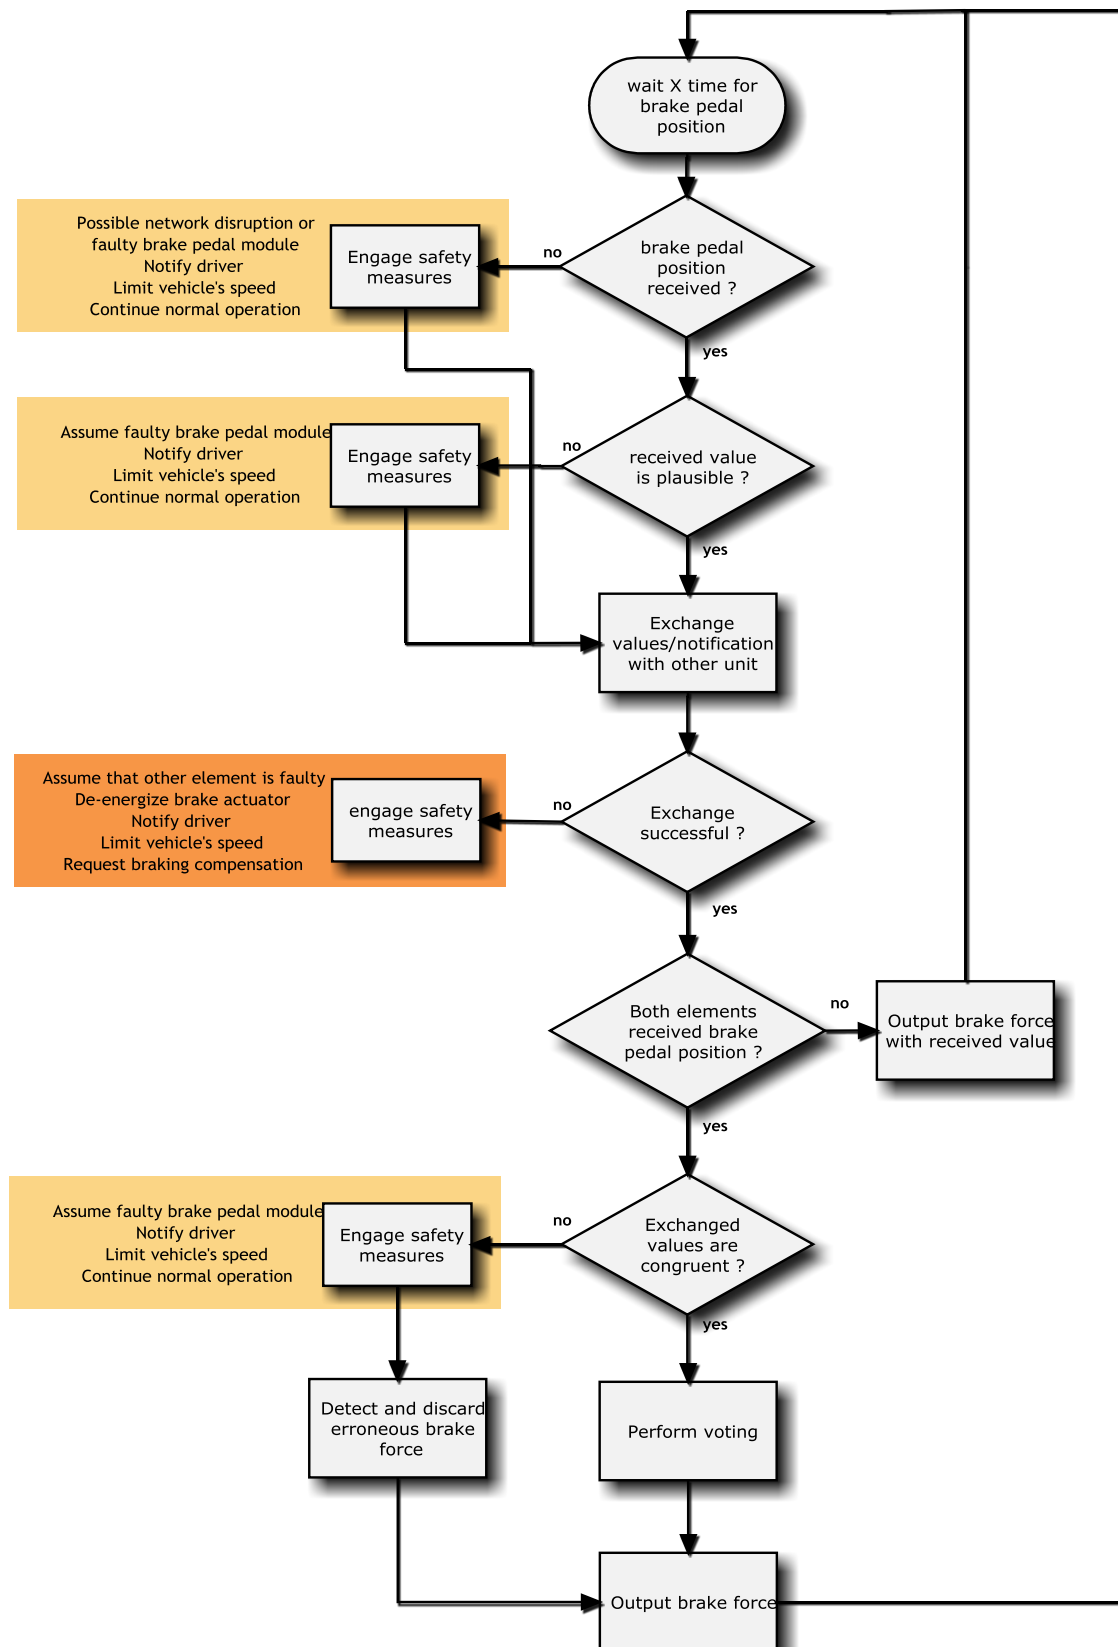 wait X time for
brake pedal
position
Possible network disruption or
faulty brake pedal module
Notify driver
Limit vehicle's speed
Continue normal operation
Engage safety
measures
no
brake pedal
position
received ?
yes
Assume faulty brake pedal module
Notify driver
Limit vehicle's speed
Continue normal operation
Engage safety
measures
no
received value
is plausible ?
yes
Exchange
values/notification
with other unit
Assume that other element is faulty
De-energize brake actuator
Notify driver
Limit vehicle's speed
Request braking compensation
engage safety
measures
no
Exchange
successful ?
yes
Both elements
received brake
pedal position ?
no
Output brake force
with received value
yes
Assume faulty brake pedal module
Notify driver
Limit vehicle's speed
Continue normal operation
Engage safety
measures
no
Exchanged
values are
congruent ?
yes
Detect and discard
erroneous brake
force
Perform voting
Output brake force